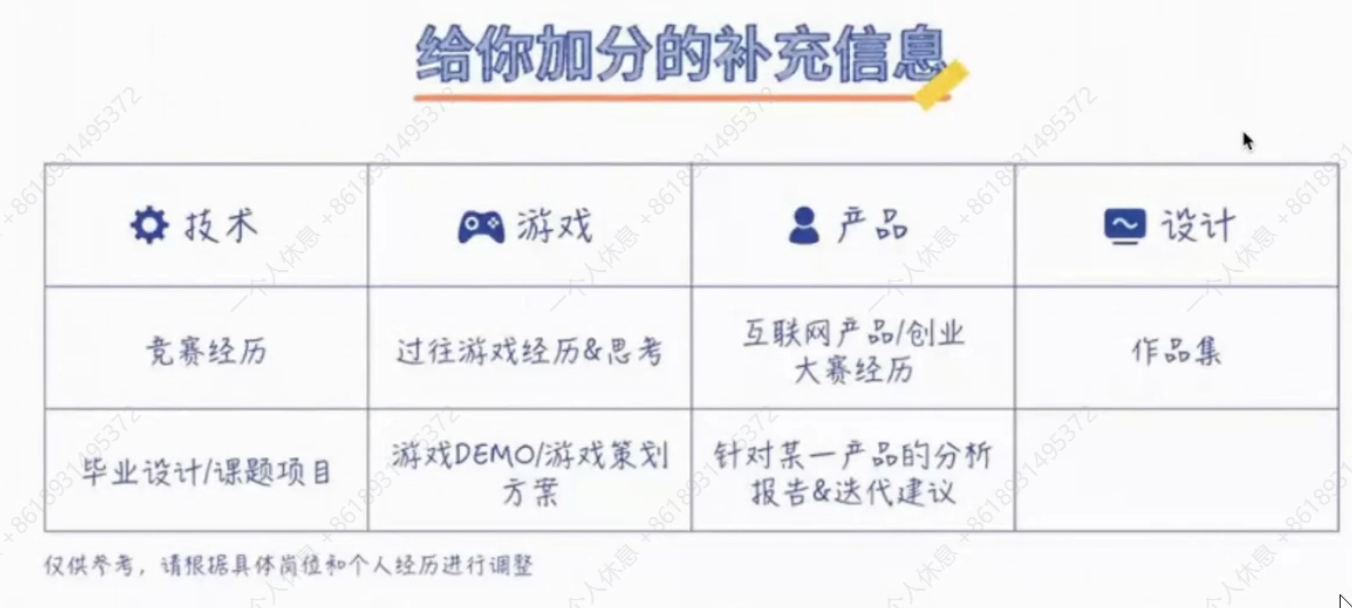 给你加分的补充信息
技术 游戏 产品 设计
竞赛经历 过往游戏经历&思考 互联网产品/创业 作品集
大赛经历
毕业设计/课题项目 游戏DEMO/游戏策划 针对某一产品的分析
方案 报告&迭代建议
仅供参考，请根据具体岗位和个人经历进行调整
一个人休息 +8618931495372